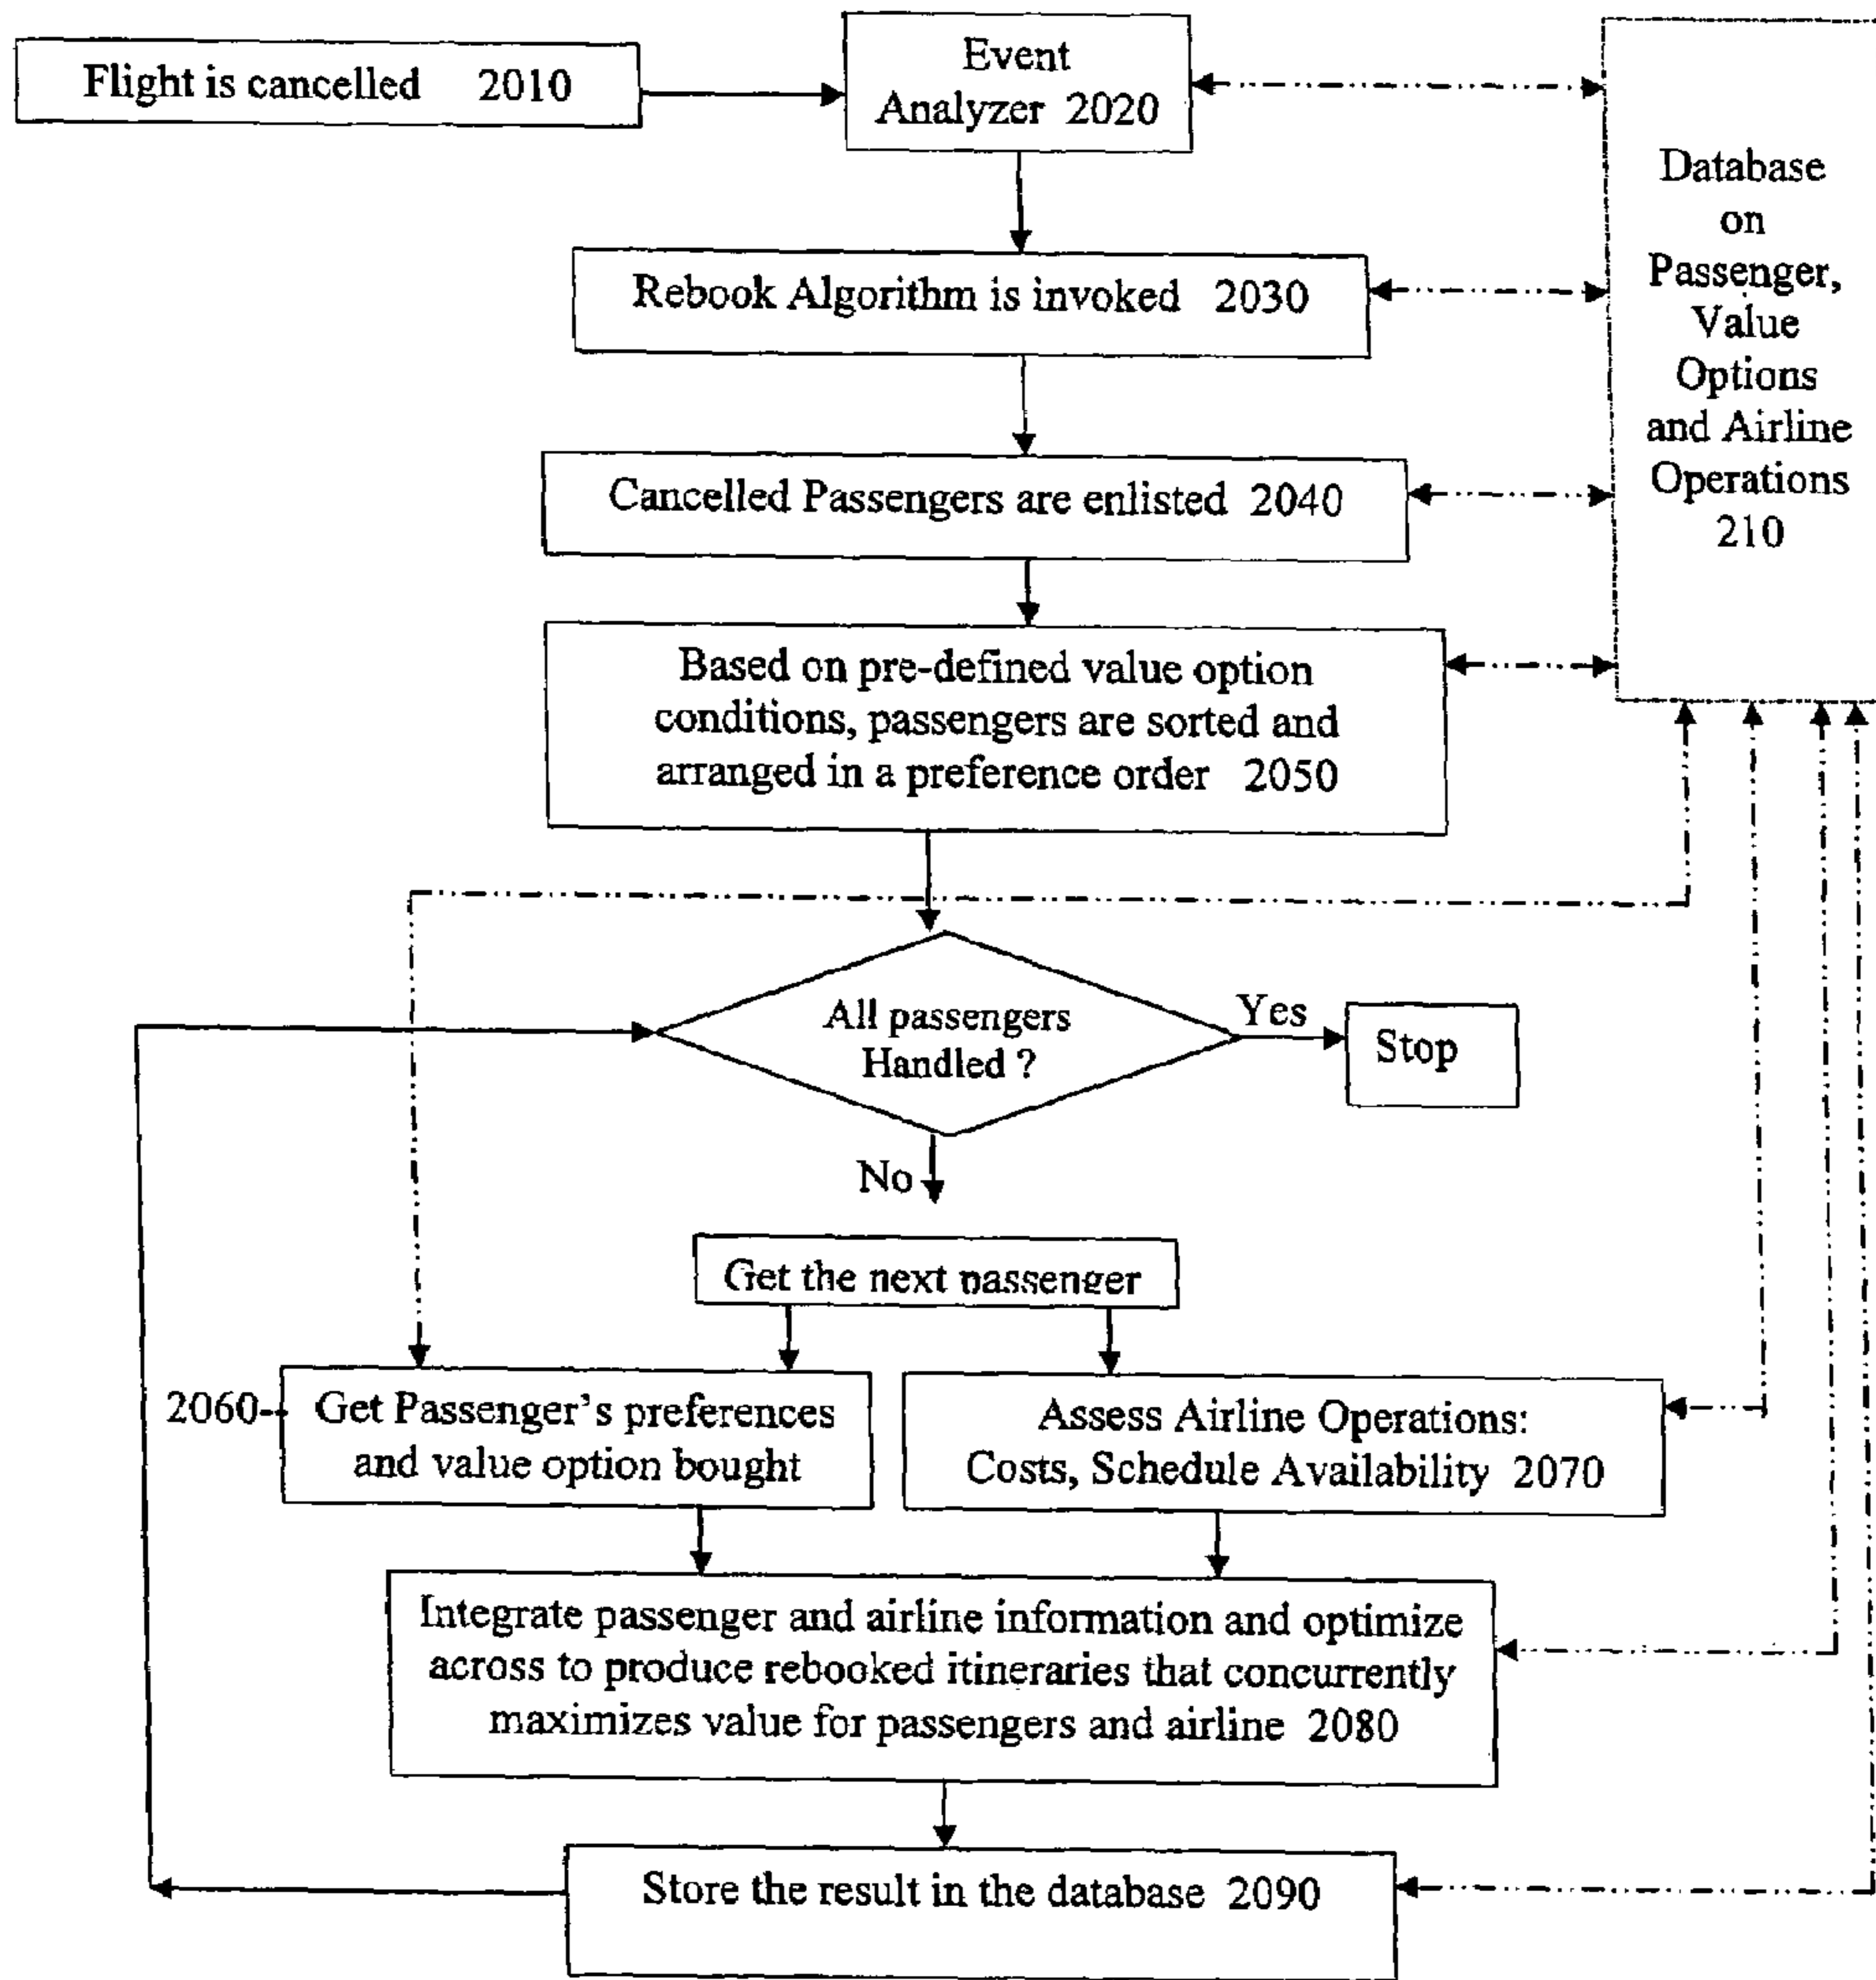 Flight is cancelled 2010
Event
Analyzer 2020
Database
on
Passenger,
Value
Options
and Airline
Operations
210
Rebook Algorithm is invoked 2030
Cancelled Passengers are enlisted 2040
Based on pre-defined value option
conditions, passengers are sorted and
arranged in a preference order 2050
All passengers
Handled ?
Yes
Stop
No
Get the next passenger
2060
Get Passenger's preferences
and value option bought
Assess Airline Operations:
Costs, Schedule Availability 2070
Integrate passenger and airline information and optimize
across to produce rebooked itineraries that concurrently
maximizes value for passengers and airline 2080
Store the result in the database 2090